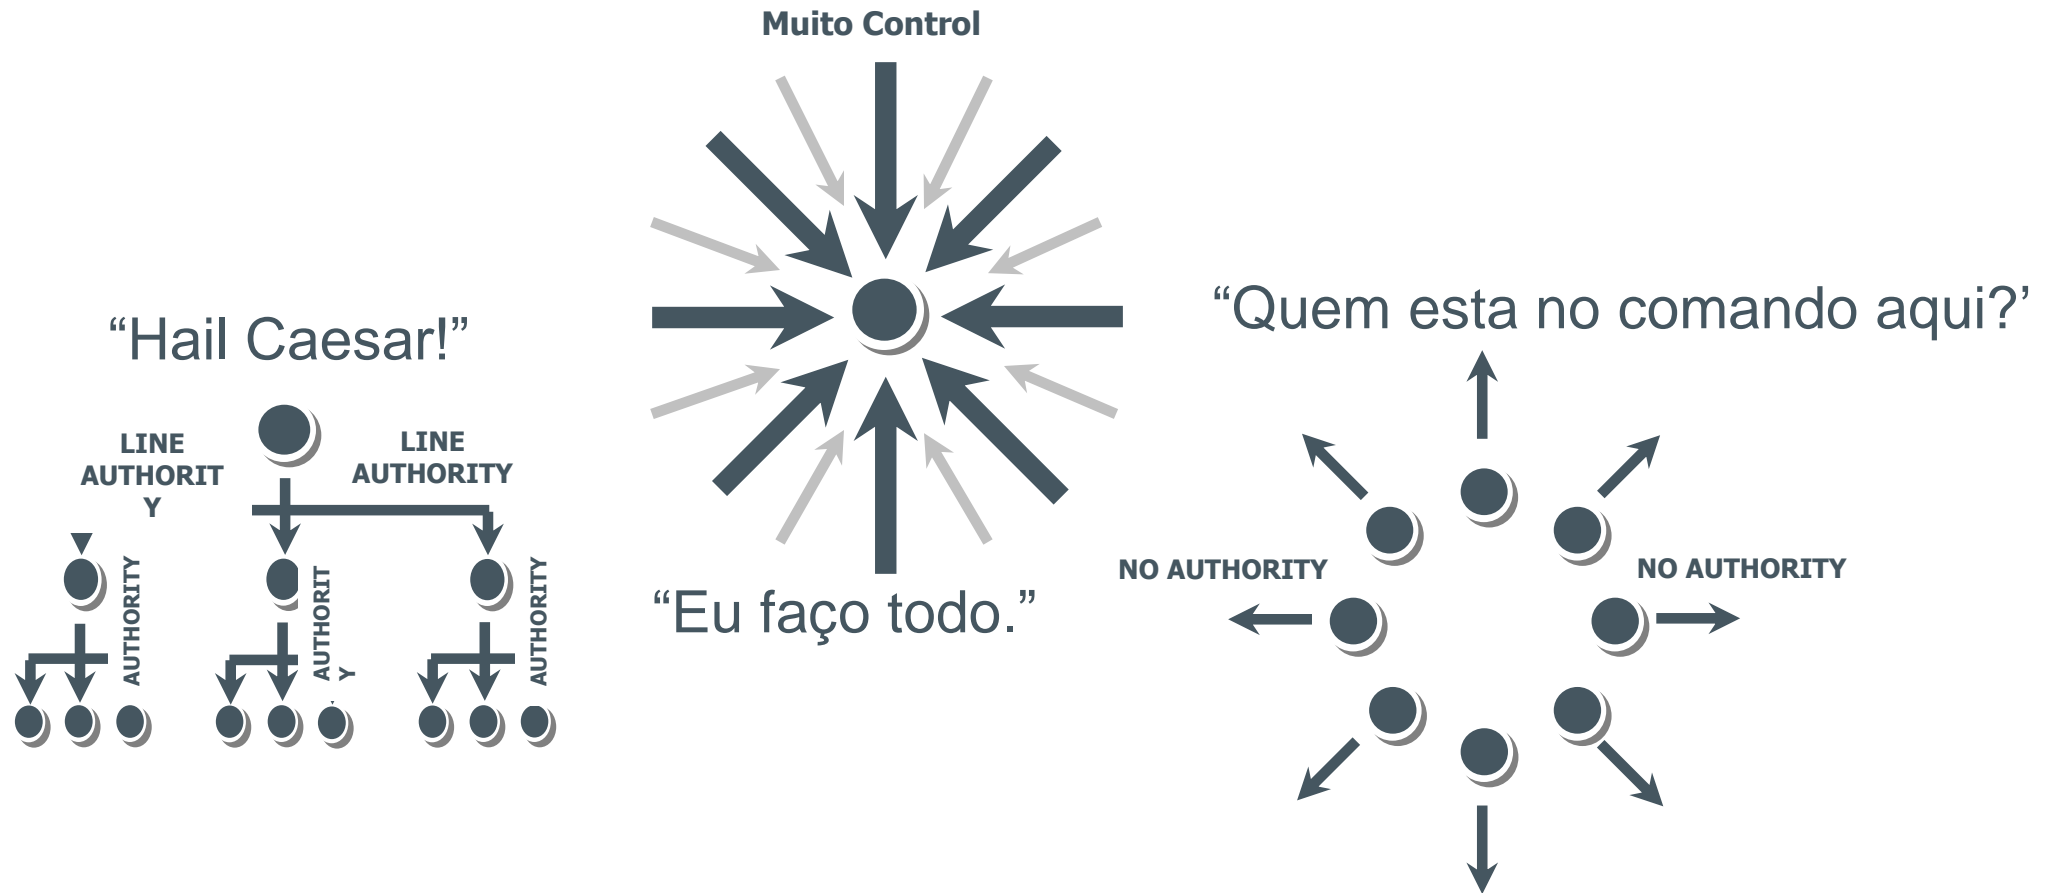 Muito Control
“Hail Caesar!”
LINE
AUTHORIT
Y
LINE
AUTHORITY
AUTHORITY
AUTHORIT
Y
AUTHORITY
“Eu faço todo.”
“Quem esta no comando aqui?’
NO AUTHORITY
NO AUTHORITY